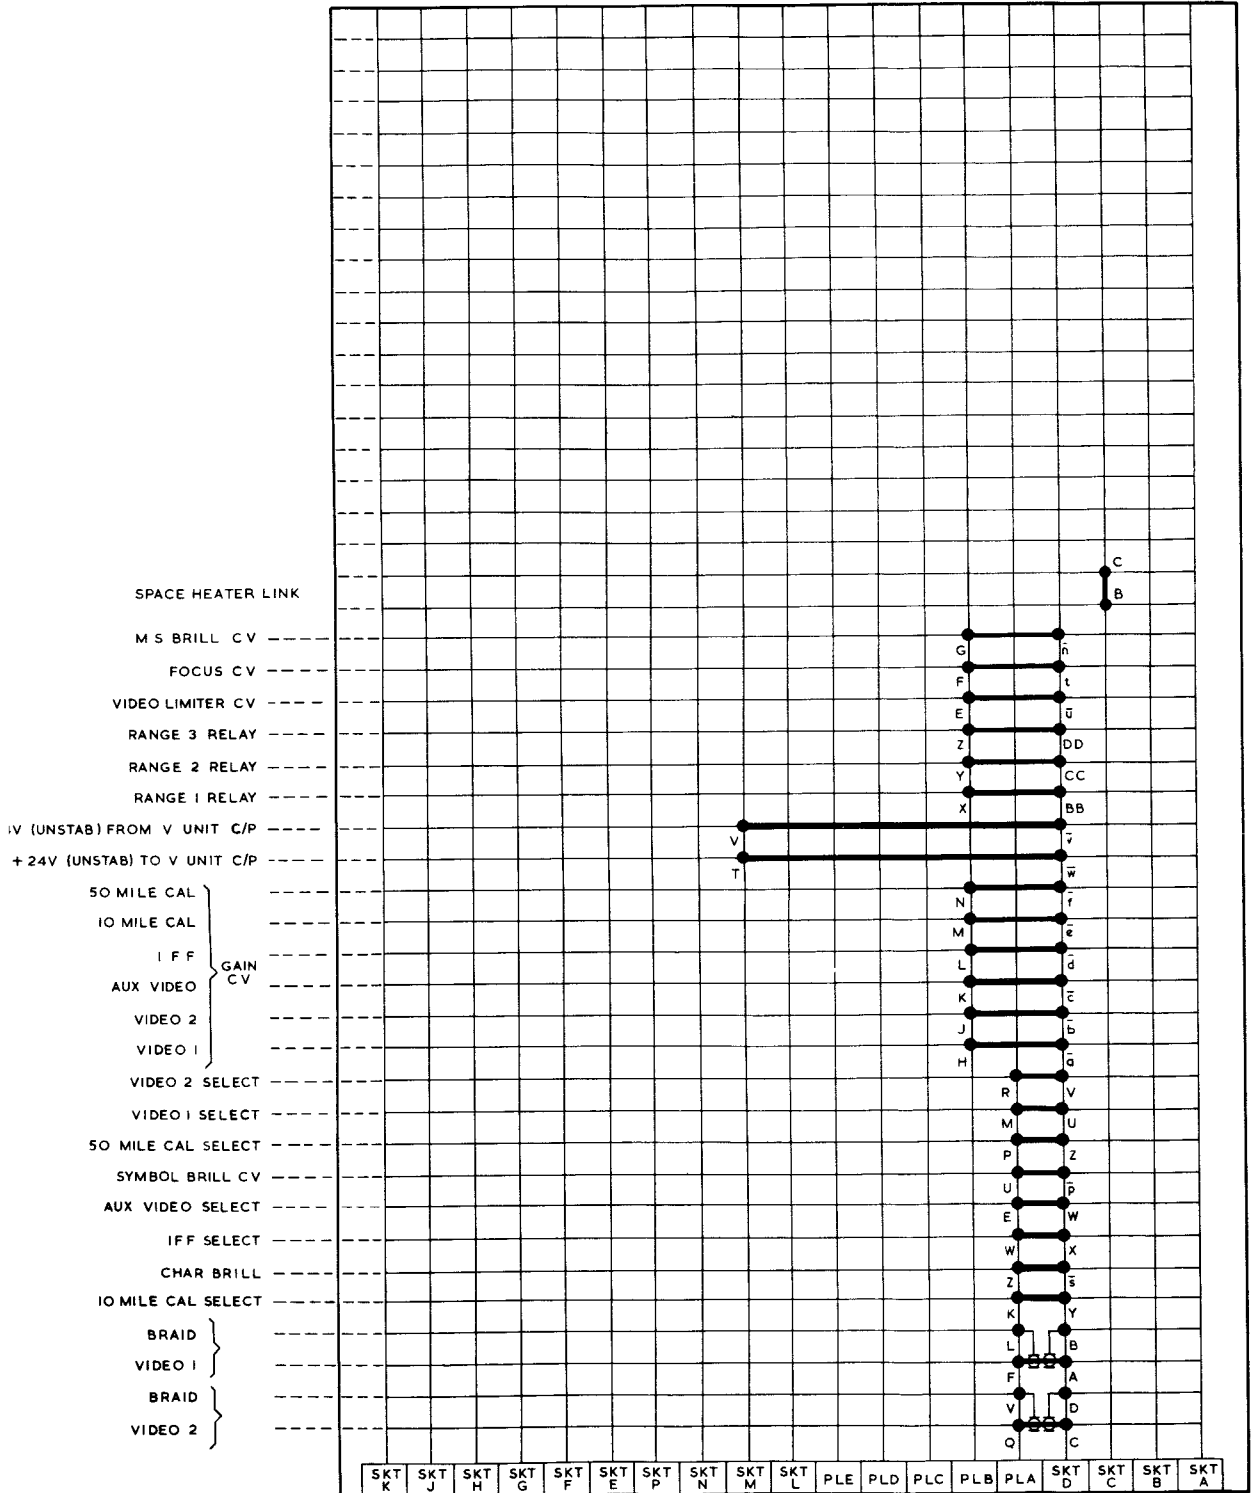 C
SPACE HEATER LINK B
M S BRILL CV G n̄
FOCUS CV F t
VIDEO LIMITER CV E ū
RANGE 3 RELAY Z DD
RANGE 2 RELAY Y CC
RANGE 1 RELAY X BB
V (UNSTAB) FROM V UNIT C/P V v̄
+ 24V (UNSTAB) TO V UNIT C/P T w̄
50 MILE CAL N f̄
10 MILE CAL M ē
I F F L d̄
GAIN CV
AUX VIDEO K c̄
VIDEO 2 J b̄
VIDEO 1 H ā
VIDEO 2 SELECT R V
VIDEO 1 SELECT M U
50 MILE CAL SELECT P Z
SYMBOL BRILL CV U p̄
AUX VIDEO SELECT E W
IFF SELECT W X
CHAR BRILL Z s̄
10 MILE CAL SELECT K Y
BRAID L B
VIDEO 1 F A
BRAID V D
VIDEO 2 Q C
SKT K SKT J SKT H SKT G SKT F SKT E SKT P SKT N SKT M SKT L PLE PLD PLC PLB PLA SKT D SKT C SKT B SKT A